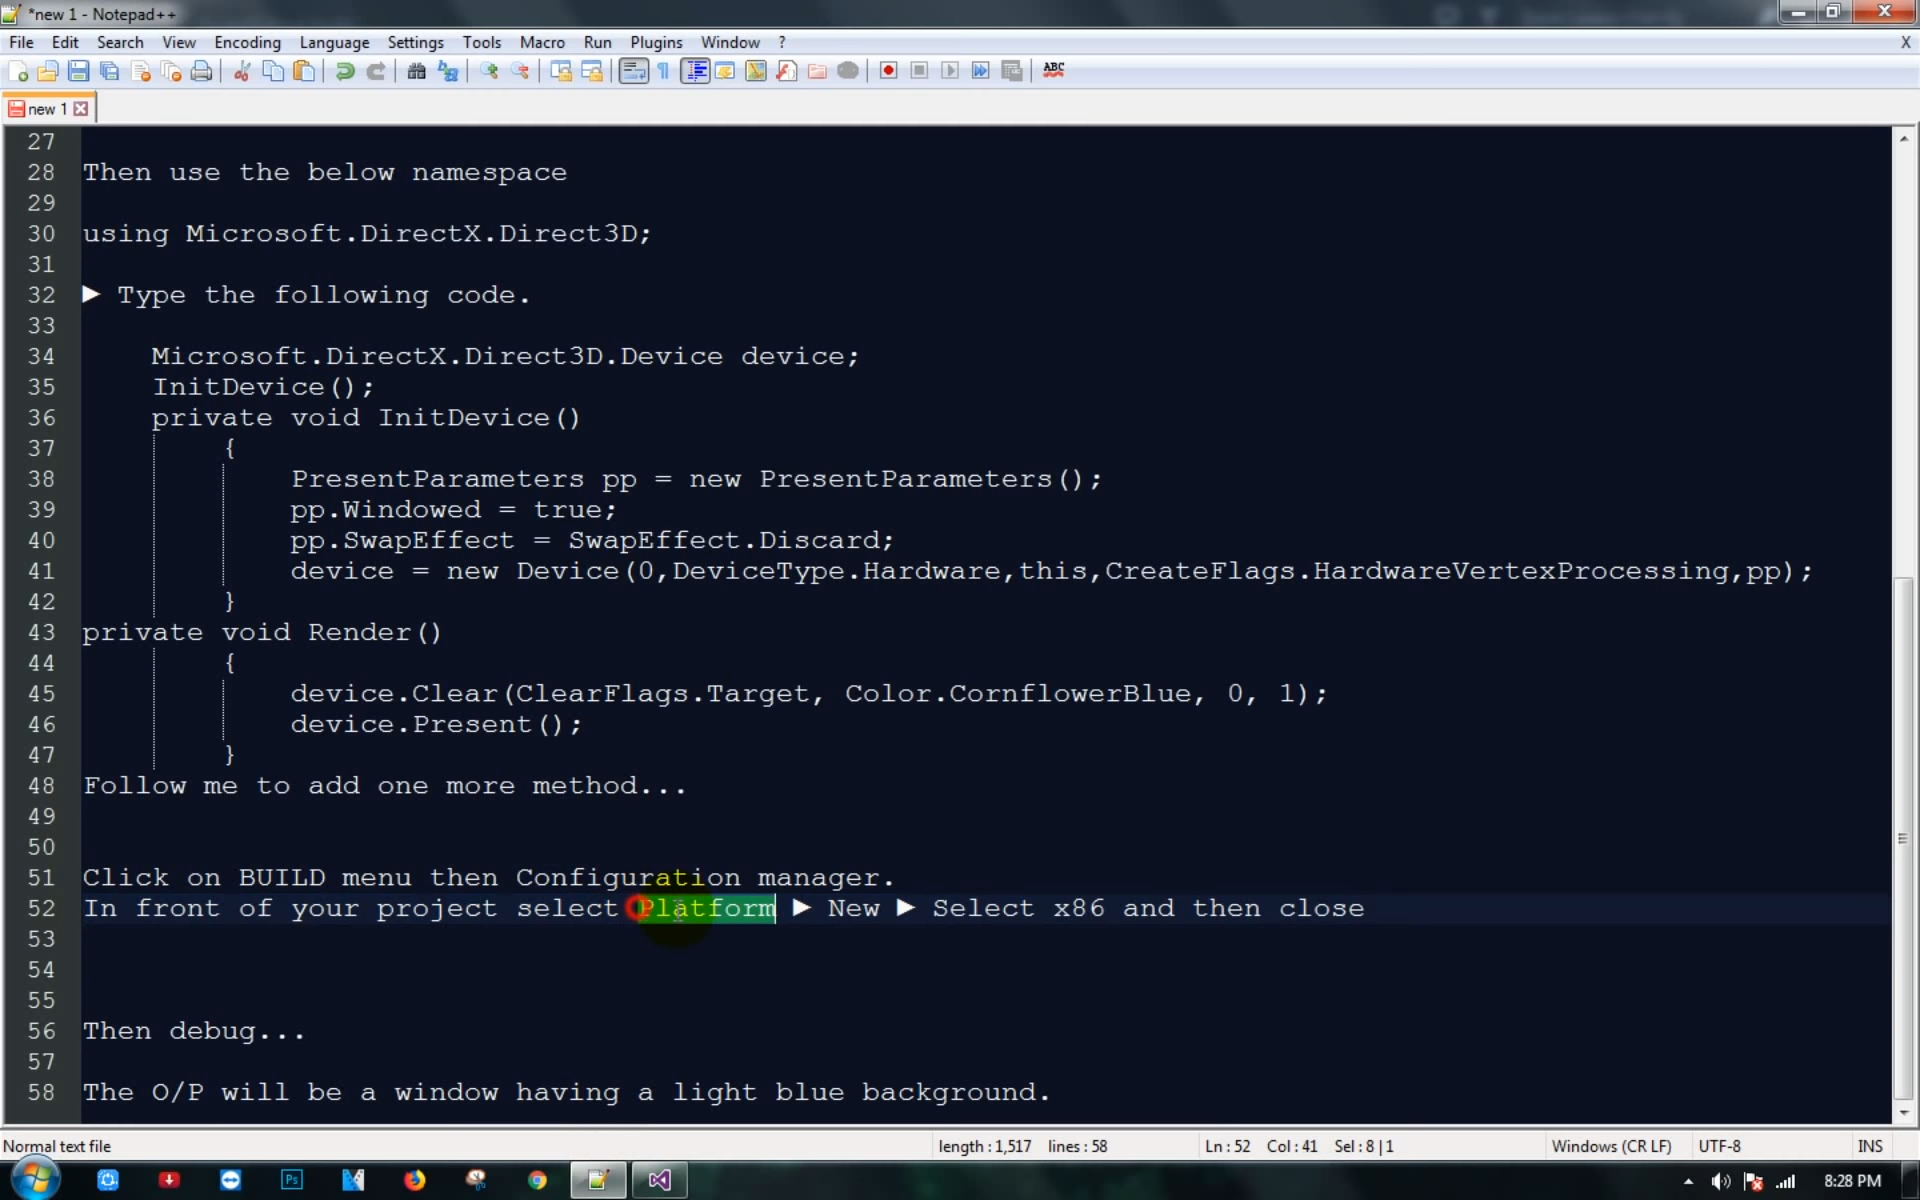 *new 1 - Notepad++
File Edit Search View Encoding Language Settings Tools Macro Run Plugins Window ? X
ABC
new 1
27
28 Then use the below namespace
29
30 using Microsoft.DirectX.Direct3D;
31
32 ► Type the following code.
33
34 Microsoft.DirectX.Direct3D.Device device;
35 InitDevice();
36 private void InitDevice()
37 {
38 PresentParameters pp = new PresentParameters();
39 pp.Windowed = true;
40 pp.SwapEffect = SwapEffect.Discard;
41 device = new Device(0,DeviceType.Hardware,this,CreateFlags.HardwareVertexProcessing,pp);
42 }
43 private void Render()
44 {
45 device.Clear(ClearFlags.Target, Color.CornflowerBlue, 0, 1);
46 device.Present();
47 }
48 Follow me to add one more method...
49
50
51 Click on BUILD menu then Configuration manager.
52 In front of your project select Platform ► New ► Select x86 and then close
53
54
55
56 Then debug...
57
58 The O/P will be a window having a light blue background.
Normal text file length : 1,517 lines : 58 Ln : 52 Col : 41 Sel : 8 | 1 Windows (CR LF) UTF-8 INS
Ps 8:28 PM